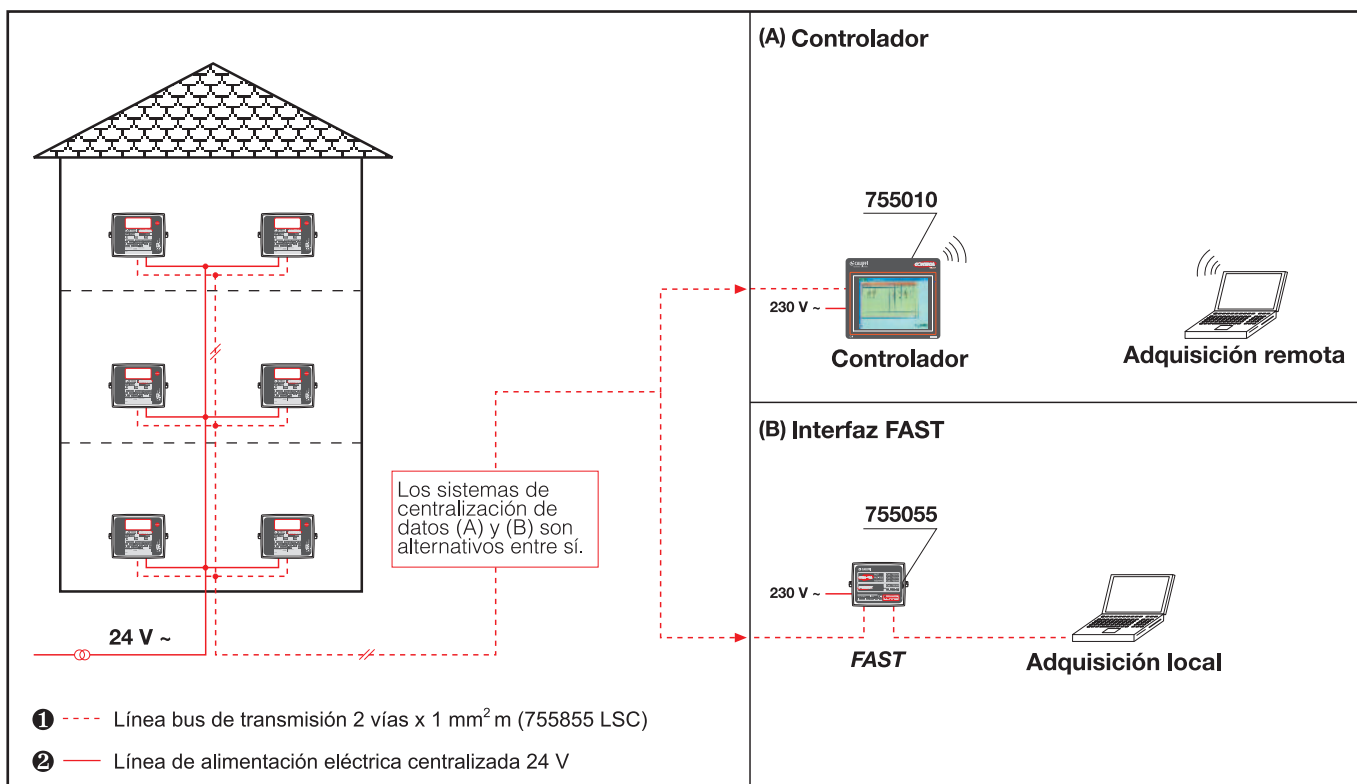 (A) Controlador
755010
230 V ~
Controlador
Adquisición remota
Los sistemas de
centralización de
datos (A) y (B) son
alternativos entre sí.
(B) Interfaz FAST
755055
230 V ~
FAST
Adquisición local
24 V ~
❶ Línea bus de transmisión 2 vías x 1 mm² m (755855 LSC)
❷ Línea de alimentación eléctrica centralizada 24 V